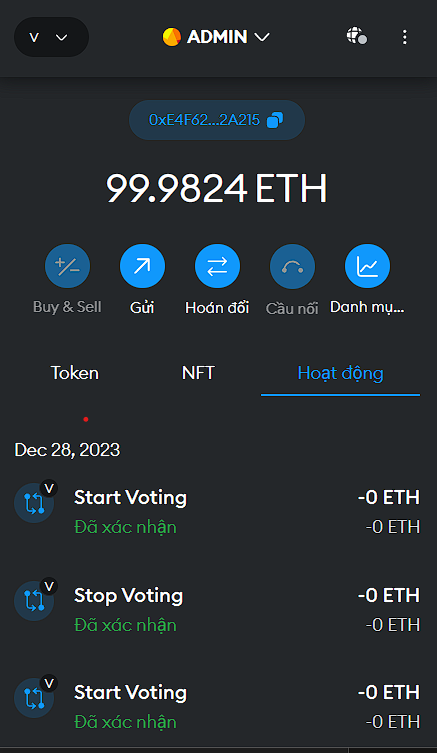 V ADMIN
0xE4F62...2A215
99.9824 ETH
Buy & Sell Gửi Hoán đổi Cầu nối Danh mụ...
Token NFT Hoạt động
Dec 28, 2023
V Start Voting -0 ETH
Đã xác nhận -0 ETH
V Stop Voting -0 ETH
Đã xác nhận -0 ETH
V Start Voting -0 ETH
Đã xác nhận -0 ETH